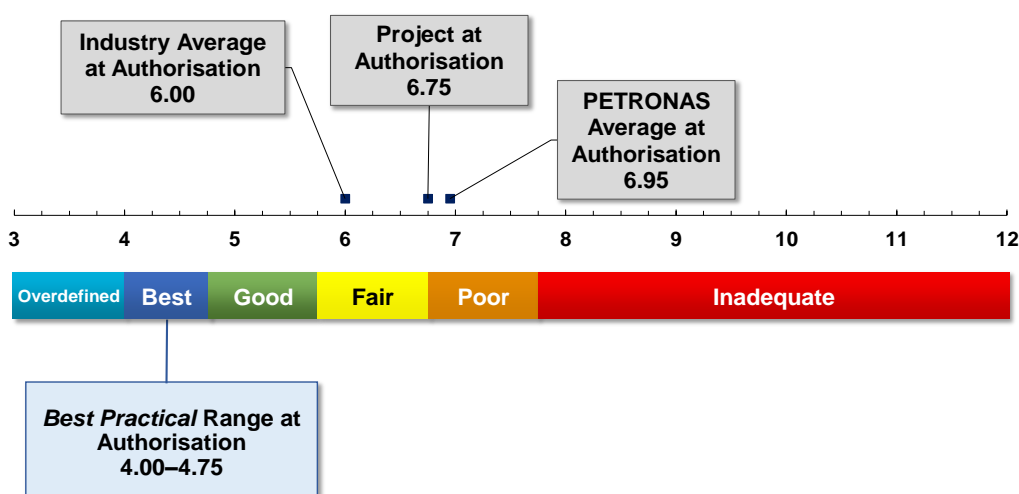 Industry Average
at Authorisation
6.00
Project at
Authorisation
6.75
PETRONAS
Average at
Authorisation
6.95
3 4 5 6 7 8 9 10 11 12
Overdefined Best Good Fair Poor Inadequate
Best Practical Range at
Authorisation
4.00–4.75